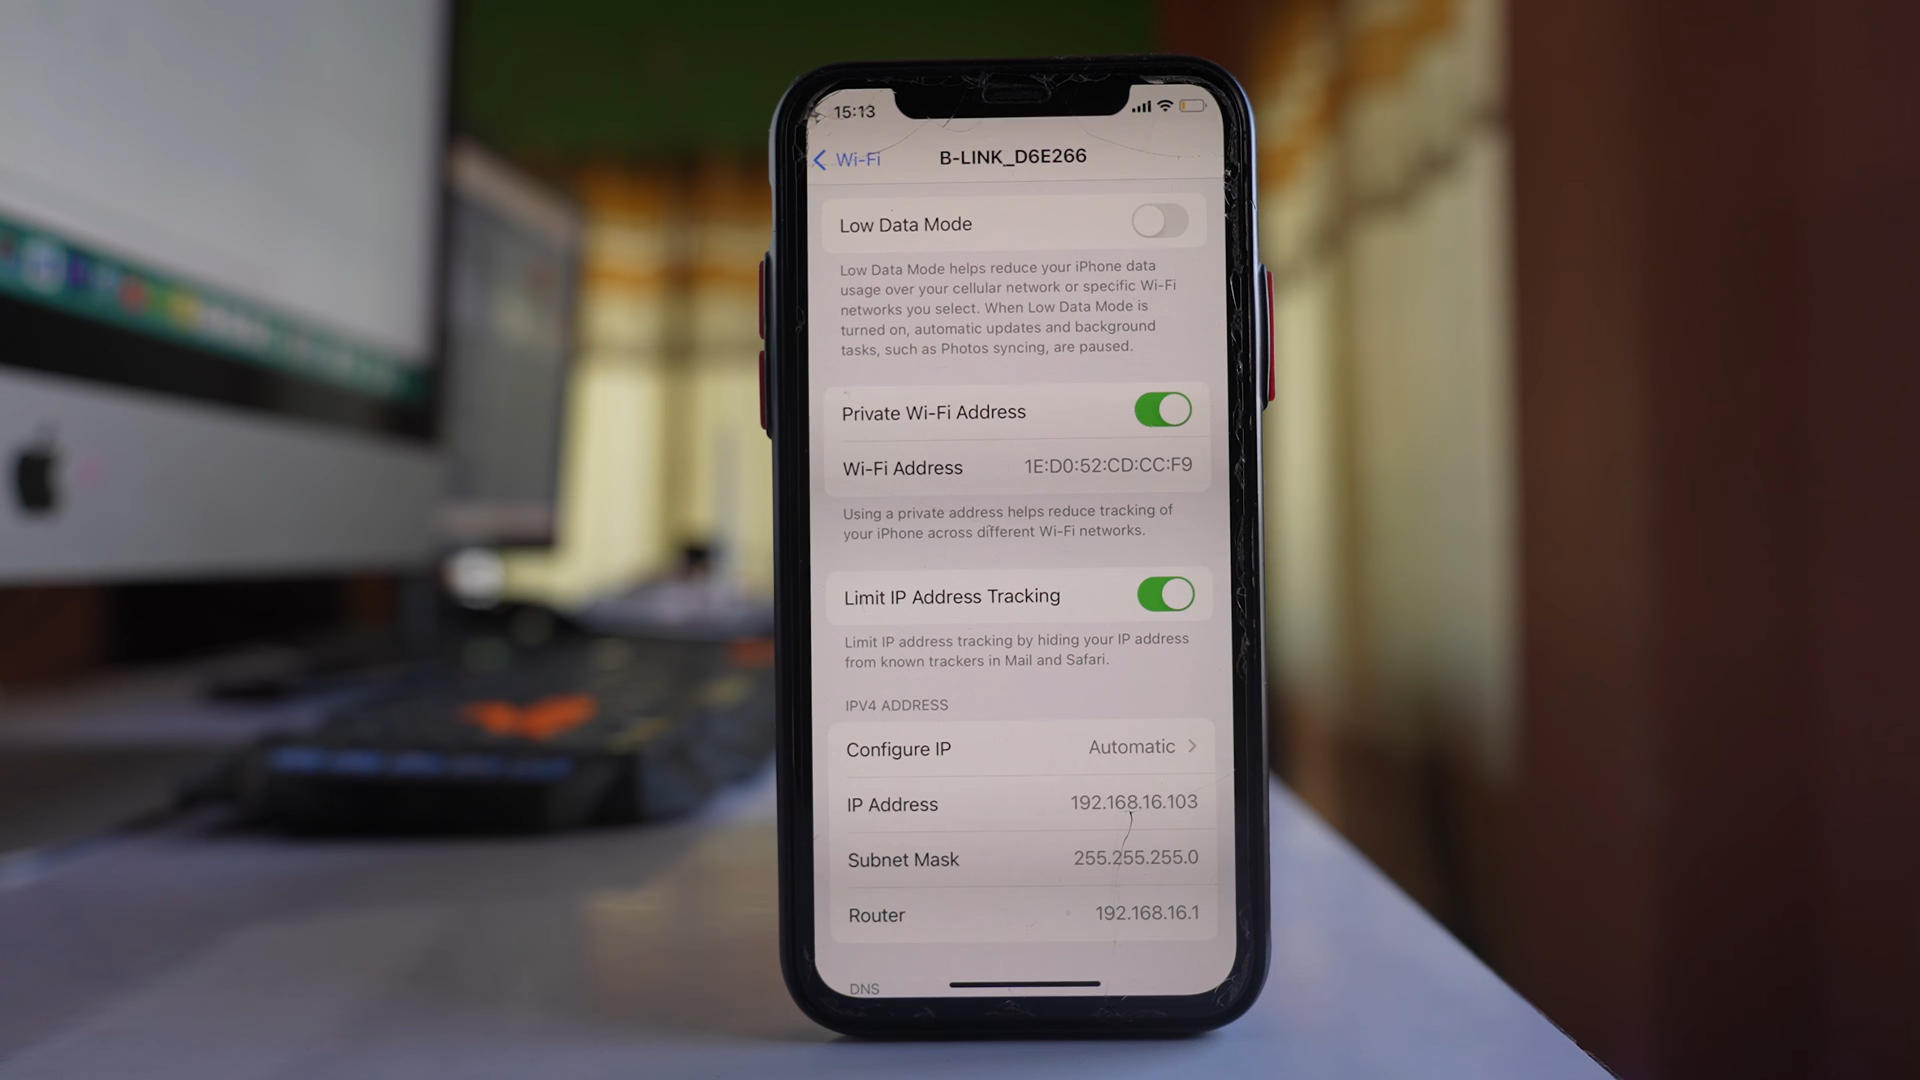 15:13
Wi-Fi
B-LINK_D6E266
Low Data Mode
Low Data Mode helps reduce your iPhone data
usage over your cellular network or specific Wi-Fi
networks you select. When Low Data Mode is
turned on, automatic updates and background
tasks, such as Photos syncing, are paused.
Private Wi-Fi Address
Wi-Fi Address 1E:D0:52:CD:CC:F9
Using a private address helps reduce tracking of
your iPhone across different Wi-Fi networks.
Limit IP Address Tracking
Limit IP address tracking by hiding your IP address
from known trackers in Mail and Safari.
IPV4 ADDRESS
Configure IP Automatic
IP Address 192.168.16.103
Subnet Mask 255.255.255.0
Router 192.168.16.1
DNS